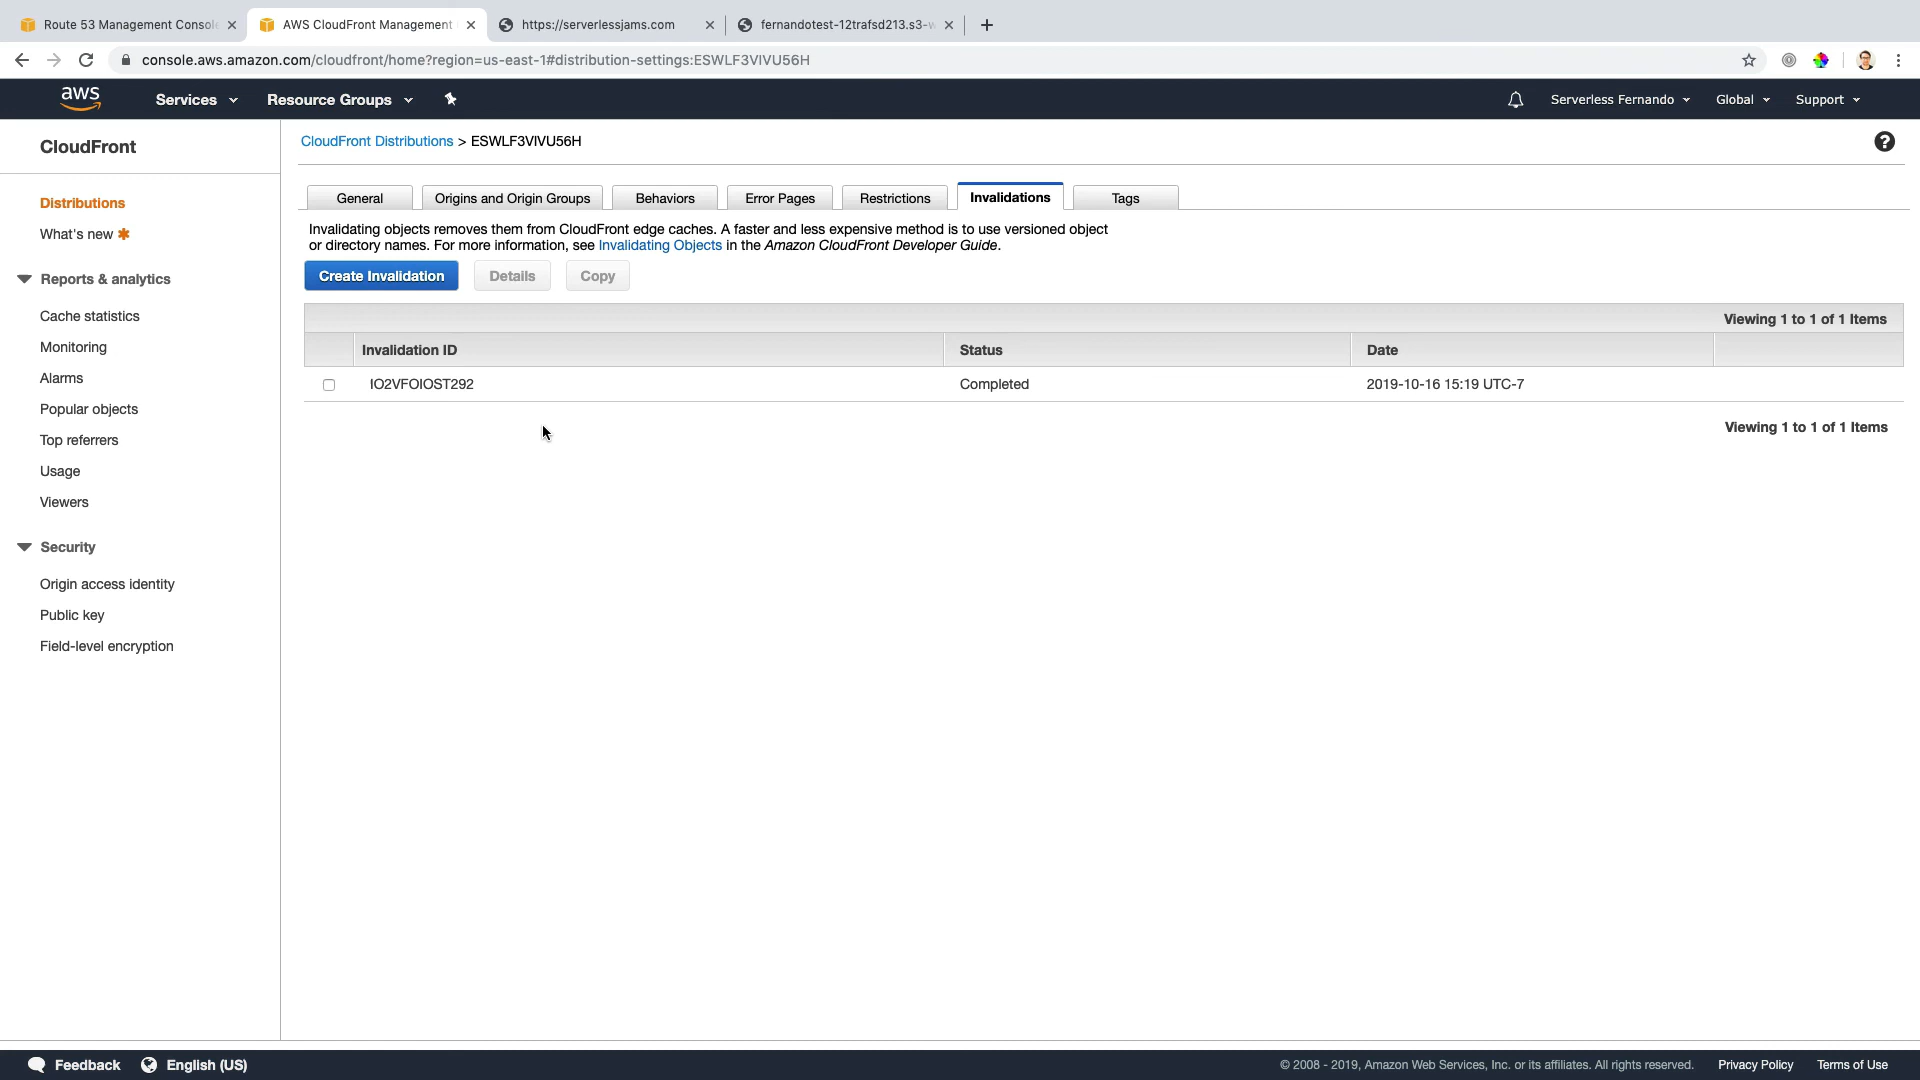 Route 53 Management Consol
AWS CloudFront Management
https://serverlessjams.com
fernandotest-12trafsd213.s3-w
console.aws.amazon.com/cloudfront/home?region=us-east-1#distribution-settings:ESWLF3VIVU56H
aws
Services
Resource Groups
Serverless Fernando
Global
Support
CloudFront
CloudFront Distributions > ESWLF3VIVU56H
General
Origins and Origin Groups
Behaviors
Error Pages
Restrictions
Invalidations
Tags
Distributions
What's new
Reports & analytics
Cache statistics
Monitoring
Alarms
Popular objects
Top referrers
Usage
Viewers
Security
Origin access identity
Public key
Field-level encryption
Invalidating objects removes them from CloudFront edge caches. A faster and less expensive method is to use versioned object
or directory names. For more information, see Invalidating Objects in the Amazon CloudFront Developer Guide.
Create Invalidation
Details
Copy
Viewing 1 to 1 of 1 Items
Invalidation ID
Status
Date
IO2VFOIOST292
Completed
2019-10-16 15:19 UTC-7
Viewing 1 to 1 of 1 Items
Feedback
English (US)
© 2008 - 2019, Amazon Web Services, Inc. or its affiliates. All rights reserved.
Privacy Policy
Terms of Use